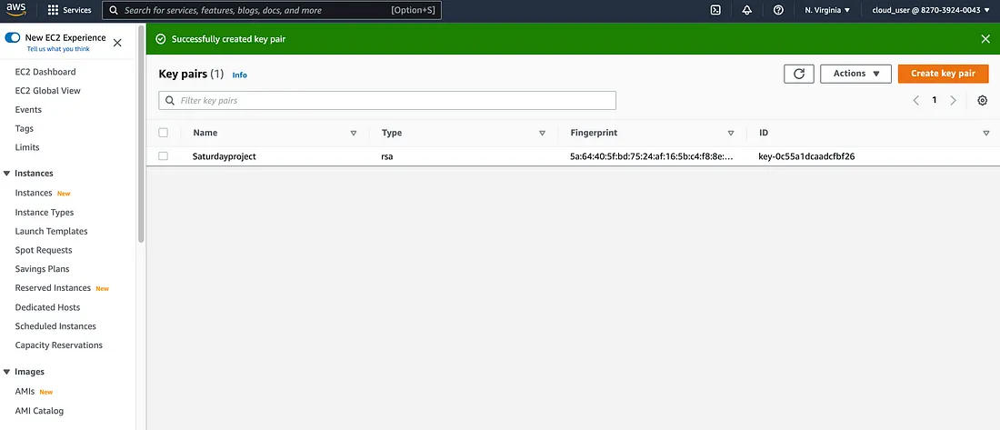 aws
Services
Search for services, features, blogs, docs, and more
[Option+S]
N. Virginia ▼
cloud_user @ 8270-3924-0043 ▼
New EC2 Experience
Tell us what you think
EC2 Dashboard
EC2 Global View
Events
Tags
Limits
Instances
Instances New
Instance Types
Launch Templates
Spot Requests
Savings Plans
Reserved Instances New
Dedicated Hosts
Scheduled Instances
Capacity Reservations
Images
AMIs New
AMI Catalog
Successfully created key pair
Key pairs (1) Info
Actions ▼
Create key pair
Filter key pairs
1
Name Type Fingerprint ID
Saturdayproject rsa 5a:64:40:5f:bd:75:24:af:16:5b:c4:f8:8e:... key-0c55a1dcaadcfbf26